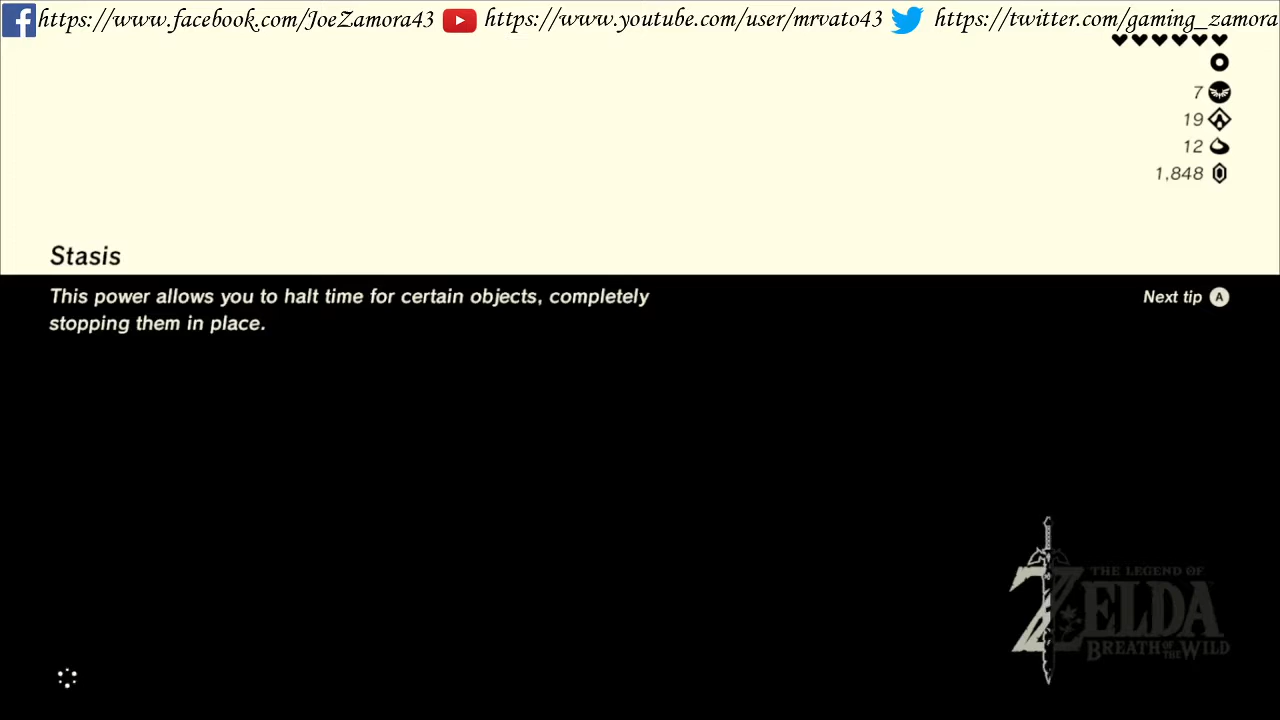 https://www.facebook.com/JoeZamora43 https://www.youtube.com/user/mrvato43 https://twitter.com/gaming_zamora
7
19
12
1,848
Stasis
This power allows you to halt time for certain objects, completely
stopping them in place.
Next tip A
THE LEGEND OF
ZELDA
BREATH OF THE WILD